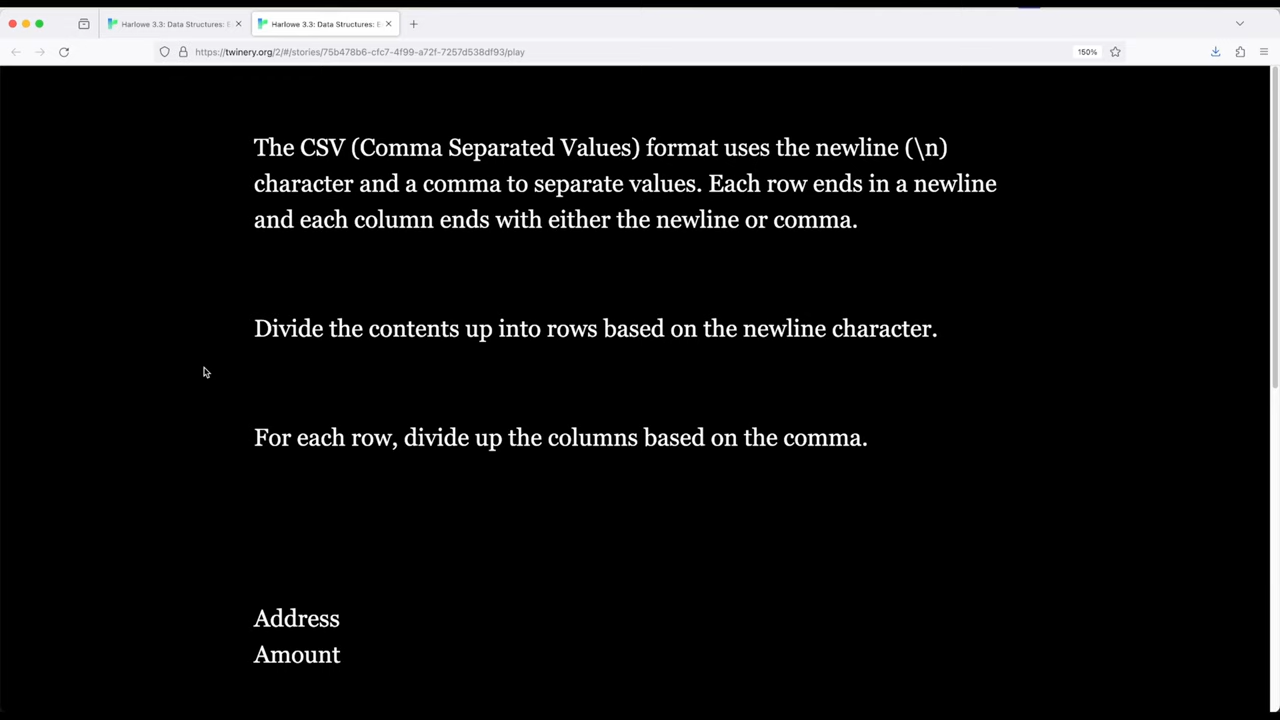 Harlowe 3.3: Data Structures: E
Harlowe 3.3: Data Structures: E
https://twinery.org/2/#/stories/75b478b6-cfc7-4f99-a72f-7257d538df93/play
150%
The CSV (Comma Separated Values) format uses the newline (\n)
character and a comma to separate values. Each row ends in a newline
and each column ends with either the newline or comma.
Divide the contents up into rows based on the newline character.
For each row, divide up the columns based on the comma.
Address
Amount